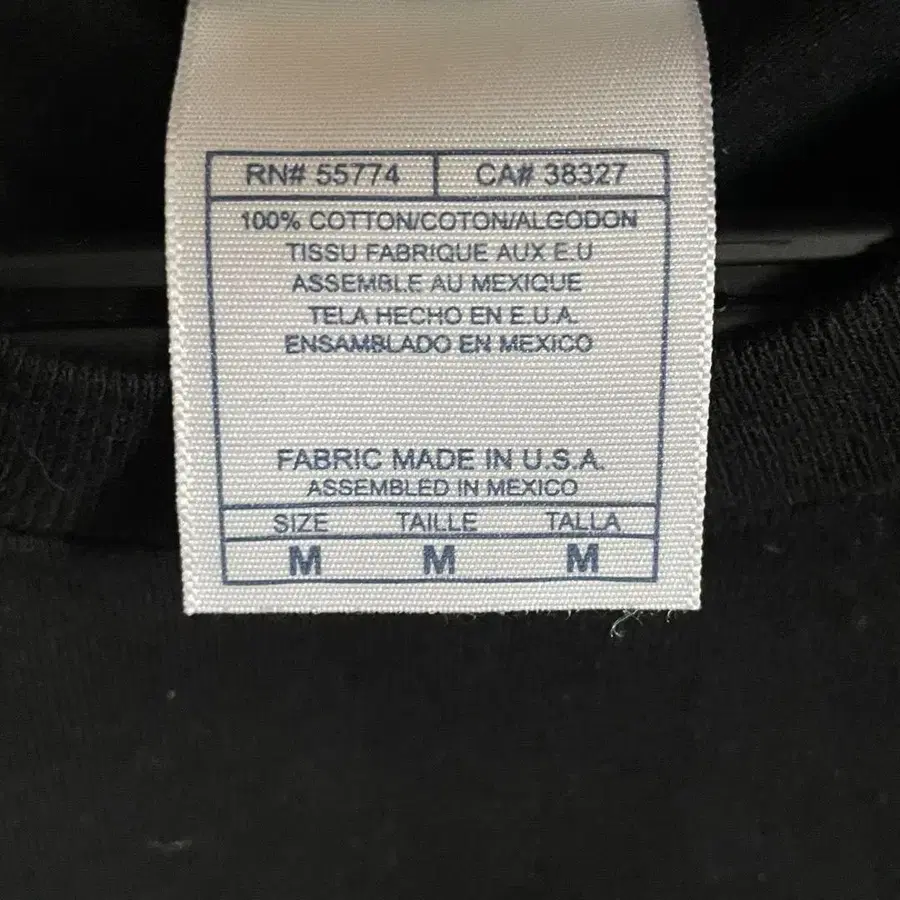 RN# 55774 CA# 38327
100% COTTON/COTON/ALGODON
TISSU FABRIQUE AUX E.U
ASSEMBLE AU MEXIQUE
TELA HECHO EN E.U.A.
ENSAMBLADO EN MEXICO
FABRIC MADE IN U.S.A.
ASSEMBLED IN MEXICO
SIZE TAILLE TALLA
M M M